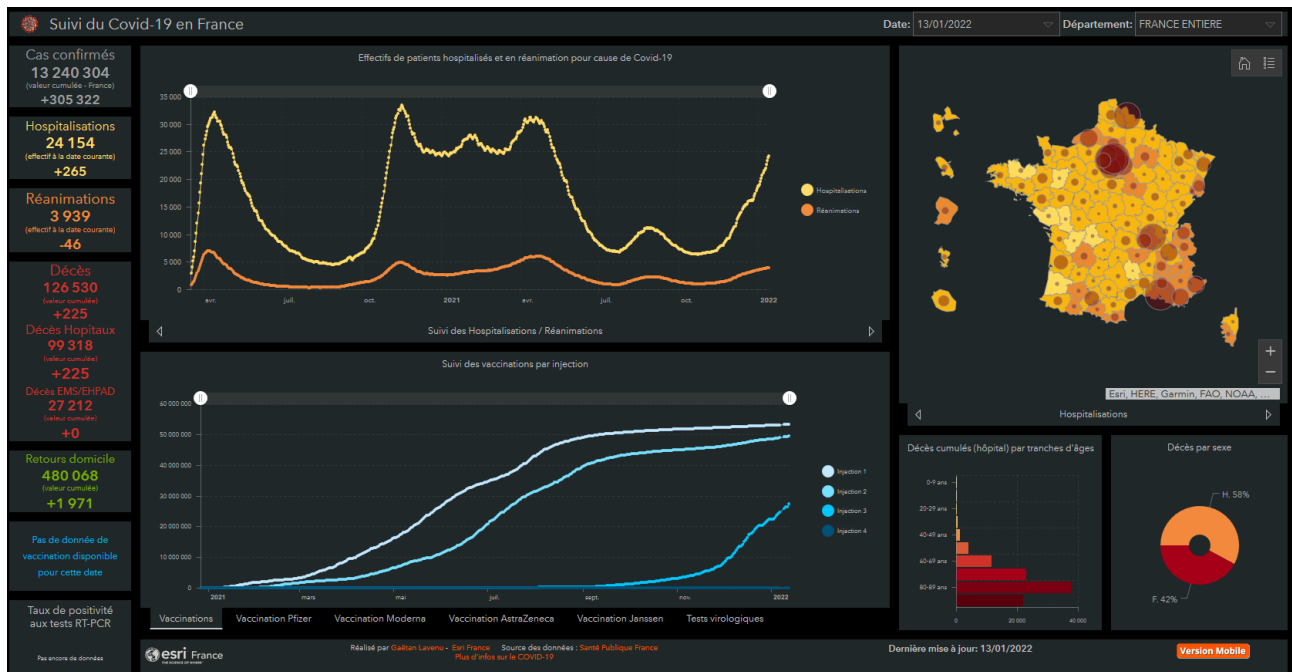 Suivi du Covid-19 en France
Date: 13/01/2022
Département: FRANCE ENTIERE
Cas confirmés
13 240 304
(valeur cumulée - France)
+305 322
Hospitalisations
24 154
(effectif à la date courante)
+265
Réanimations
3 939
(effectif à la date courante)
-46
Décès
126 530
(valeur cumulée)
+225
Décès Hopitaux
99 318
(valeur cumulée)
+225
Décès EMS/EHPAD
27 212
(valeur cumulée)
+0
Retours domicile
480 068
(valeur cumulée)
+1 971
Pas de donnée de
vaccination disponible
pour cette date
Taux de positivité
aux tests RT-PCR
Pas encore de données
Effectifs de patients hospitalisés et en réanimation pour cause de Covid-19
35 000
30 000
25 000
20 000
15 000
10 000
5 000
0
avr.
juil.
oct.
2021
avr.
juil.
oct.
2022
Hospitalisations
Réanimations
Suivi des Hospitalisations / Réanimations
Suivi des vaccinations par injection
60 000 000
50 000 000
40 000 000
30 000 000
20 000 000
10 000 000
0
2021
mars
mai
juil.
sept.
nov.
2022
Injection 1
Injection 2
Injection 3
Injection 4
Vaccinations
Vaccination Pfizer
Vaccination Moderna
Vaccination AstraZeneca
Vaccination Janssen
Tests virologiques
+
−
Esri, HERE, Garmin, FAO, NOAA, ...
Hospitalisations
Décès cumulés (hôpital) par tranches d'âges
0-9 ans
20-29 ans
40-49 ans
60-69 ans
80-89 ans
0
20 000
40 000
Décès par sexe
H. 58%
F. 42%
esri France
THE SCIENCE OF WHERE
Réalisé par Gaëtan Lavenu - Esri France Source des données : Santé Publique France
Plus d'infos sur le COVID-19
Dernière mise à jour: 13/01/2022
Version Mobile